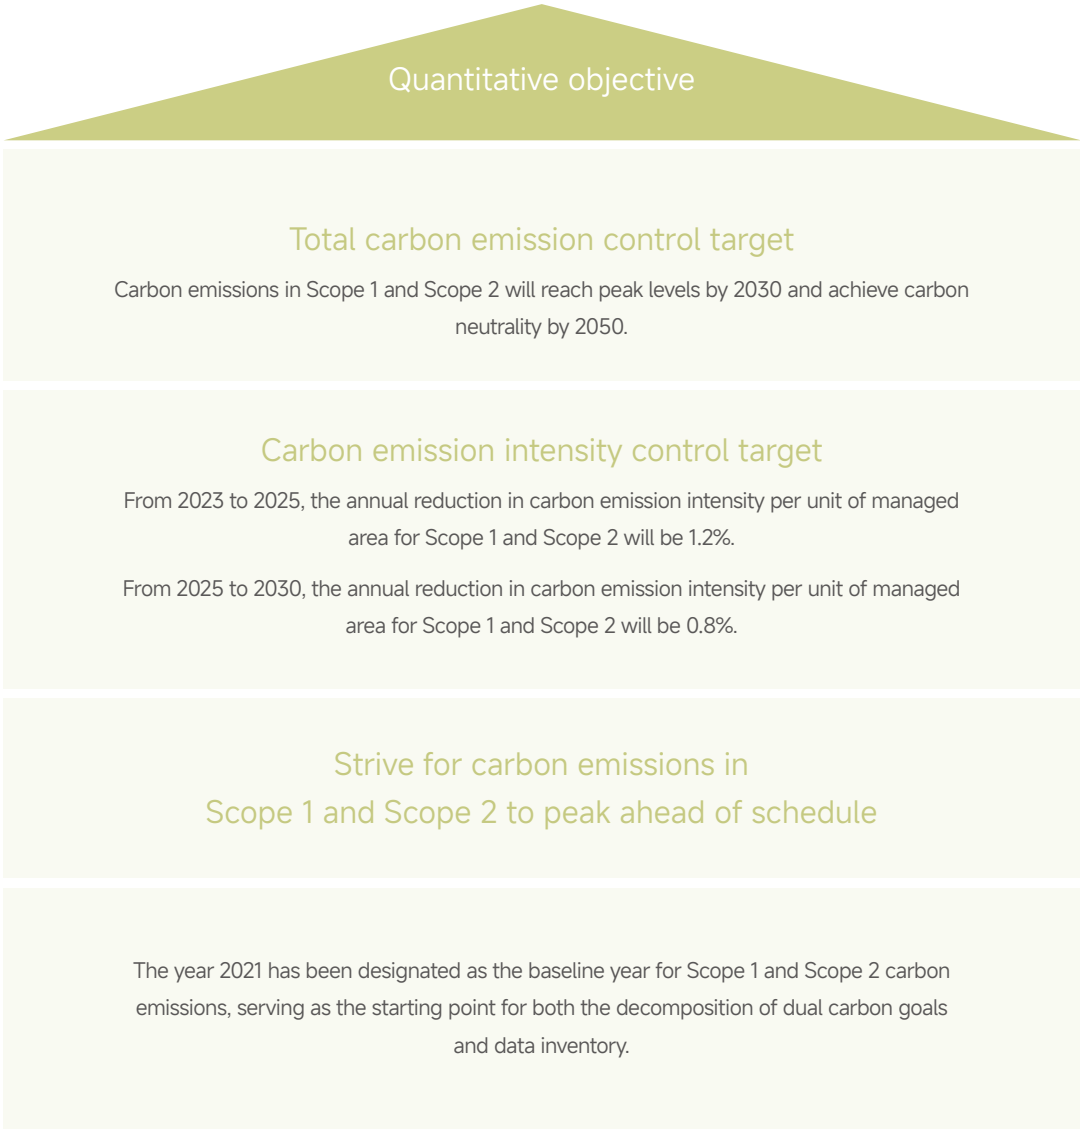 Quantitative objective
Total carbon emission control target
Carbon emissions in Scope 1 and Scope 2 will reach peak levels by 2030 and achieve carbon
neutrality by 2050.
Carbon emission intensity control target
From 2023 to 2025, the annual reduction in carbon emission intensity per unit of managed
area for Scope 1 and Scope 2 will be 1.2%.
From 2025 to 2030, the annual reduction in carbon emission intensity per unit of managed
area for Scope 1 and Scope 2 will be 0.8%.
Strive for carbon emissions in
Scope 1 and Scope 2 to peak ahead of schedule
The year 2021 has been designated as the baseline year for Scope 1 and Scope 2 carbon
emissions, serving as the starting point for both the decomposition of dual carbon goals
and data inventory.